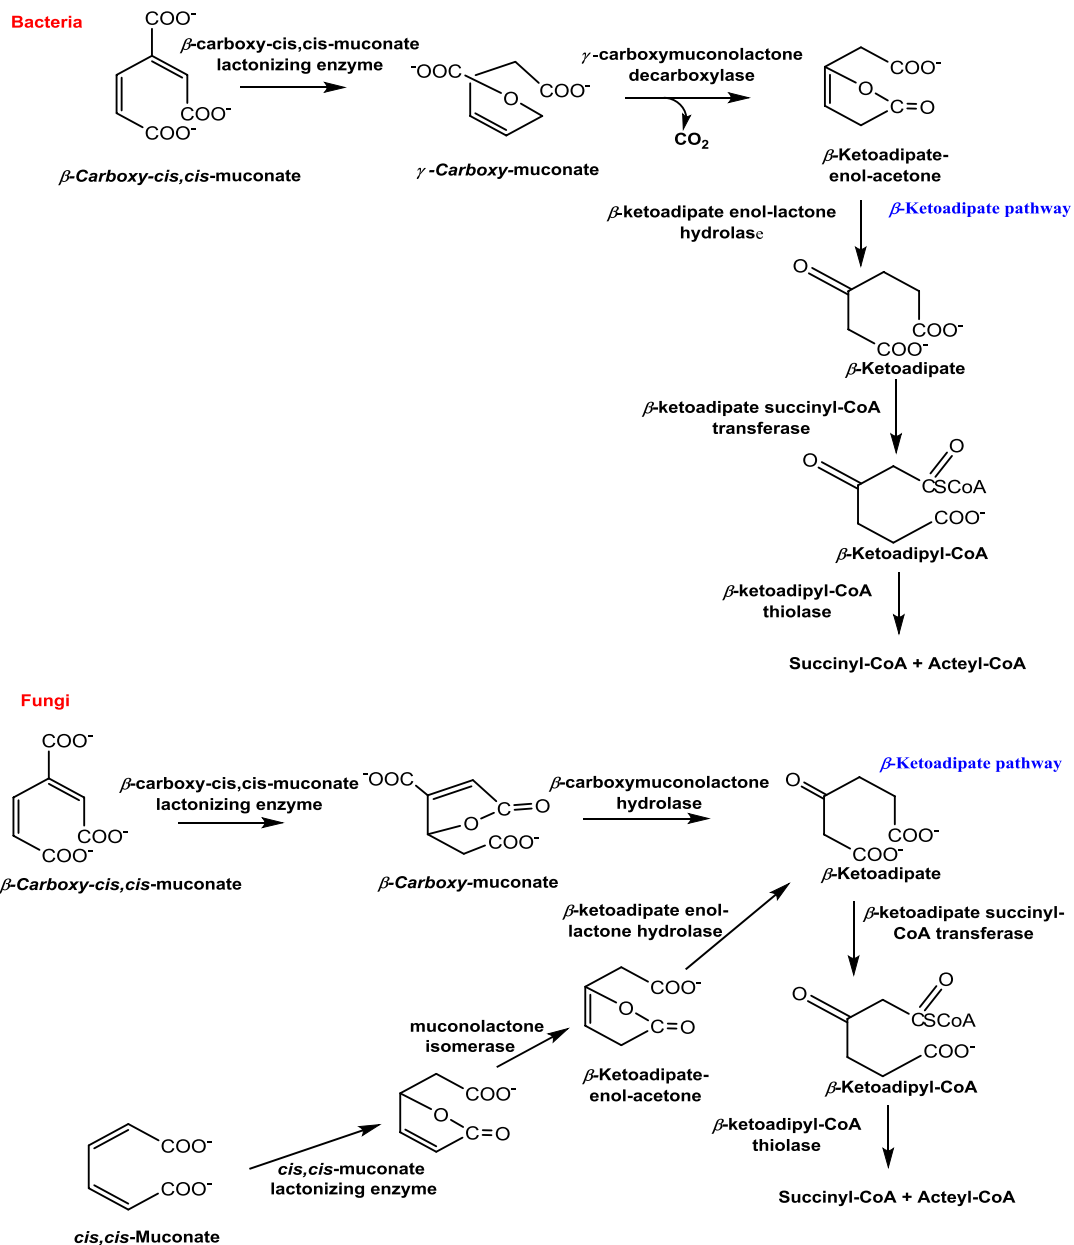 Bacteria
COO-
COO-
COO-
β-Carboxy-cis,cis-muconate
β-carboxy-cis,cis-muconate
lactonizing enzyme
-OOC
COO-
O
γ-Carboxy-muconate
γ-carboxymuconolactone
decarboxylase
CO2
COO-
O
C=O
β-Ketoadipate-
enol-acetone
β-ketoadipate enol-lactone
hydrolase
β-Ketoadipate pathway
O
COO-
COO-
β-Ketoadipate
β-ketoadipate succinyl-CoA
transferase
O
O
CSCoA
COO-
β-Ketoadipyl-CoA
β-ketoadipyl-CoA
thiolase
Succinyl-CoA + Acteyl-CoA
Fungi
COO-
COO-
COO-
β-Carboxy-cis,cis-muconate
β-carboxy-cis,cis-muconate
lactonizing enzyme
-OOC
O
C=O
COO-
β-Carboxy-muconate
β-carboxymuconolactone
hydrolase
β-Ketoadipate pathway
O
COO-
COO-
β-Ketoadipate
β-ketoadipate enol-
lactone hydrolase
β-ketoadipate succinyl-
CoA transferase
COO-
O
C=O
β-Ketoadipate-
enol-acetone
muconolactone
isomerase
O
O
CSCoA
COO-
β-Ketoadipyl-CoA
COO-
O
C=O
β-ketoadipyl-CoA
thiolase
COO-
COO-
cis,cis-muconate
lactonizing enzyme
Succinyl-CoA + Acteyl-CoA
cis,cis-Muconate